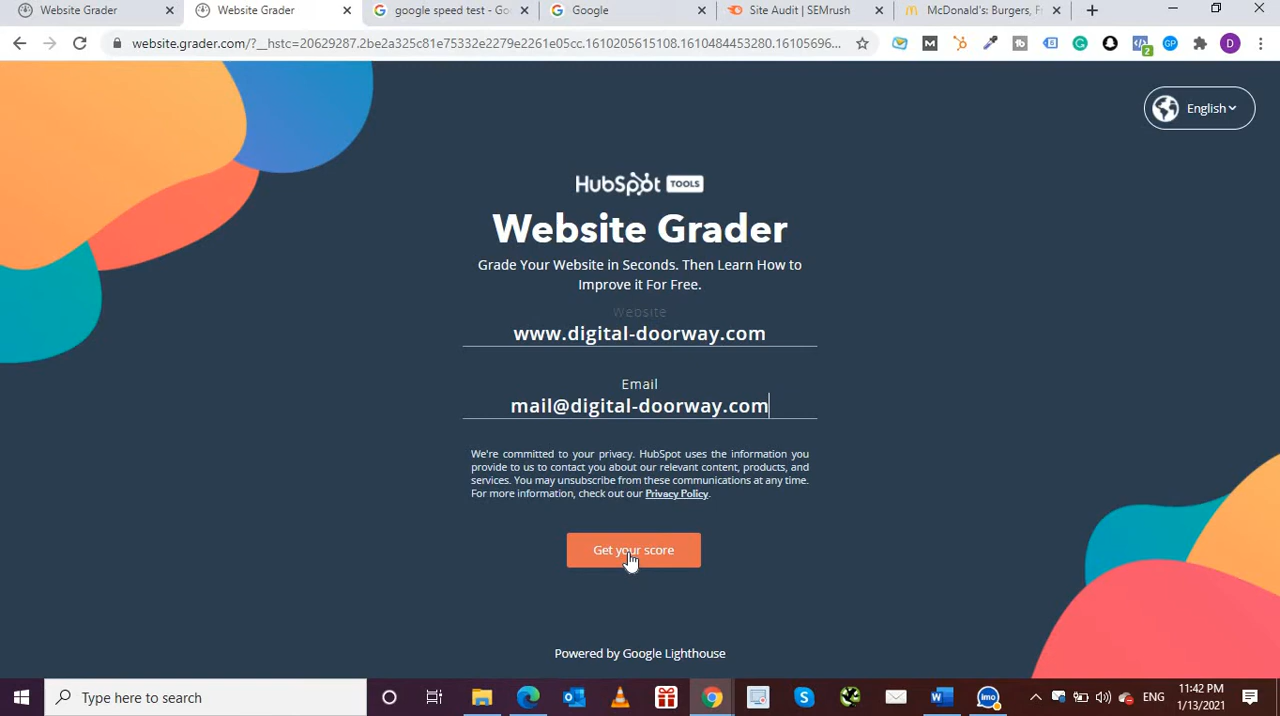 Website Grader
Website Grader
google speed test - Go
Google
Site Audit | SEMrush
McDonald's: Burgers, F
website.grader.com/?__hstc=20629287.2be2a325c81e75332e2279e2261e05cc.1610205615108.1610484453280.16105696...
English
HubSpot TOOLS
Website Grader
Grade Your Website in Seconds. Then Learn How to
Improve it For Free.
Website
www.digital-doorway.com
Email
mail@digital-doorway.com
We're committed to your privacy. HubSpot uses the information you
provide to us to contact you about our relevant content, products, and
services. You may unsubscribe from these communications at any time.
For more information, check out our Privacy Policy.
Get your score
Powered by Google Lighthouse
Type here to search
ENG
11:42 PM
1/13/2021